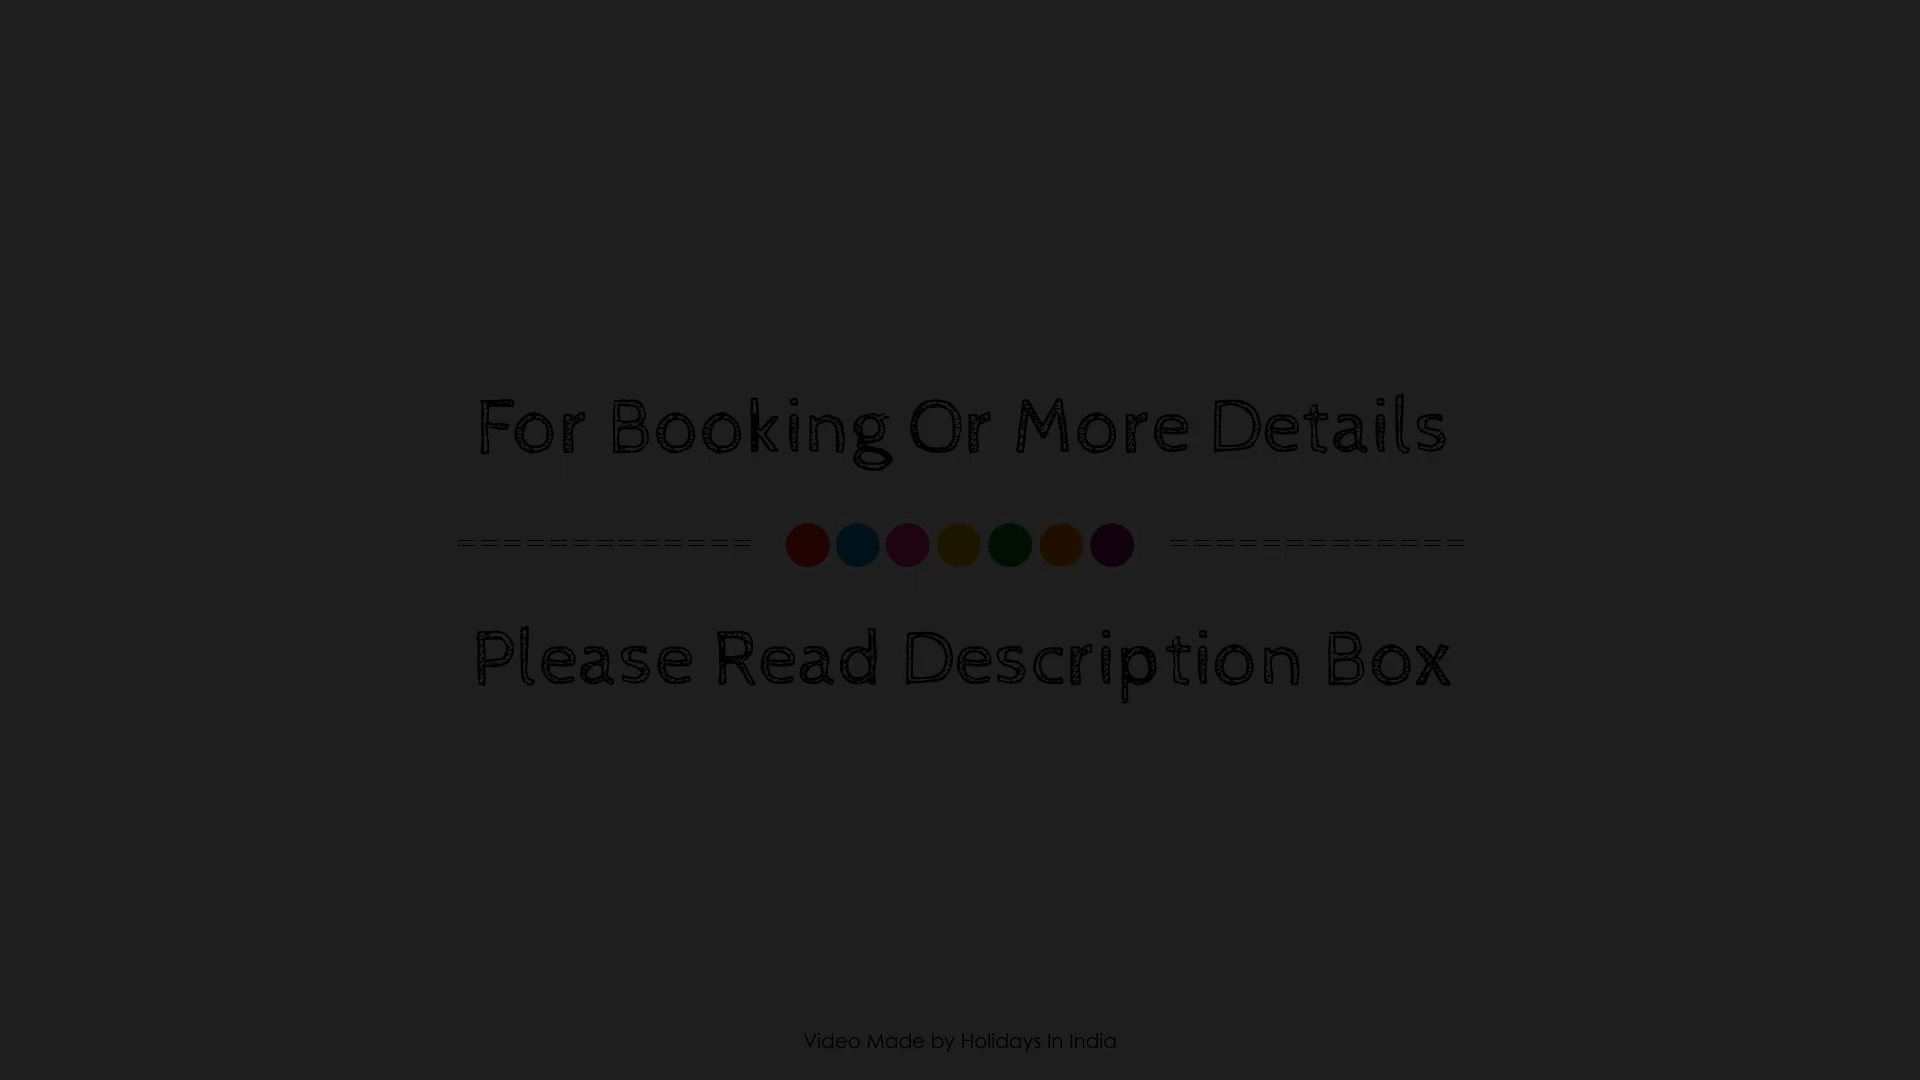 For Booking Or More Details
============= =============
Please Read Description Box
Video Made by Holidays In India